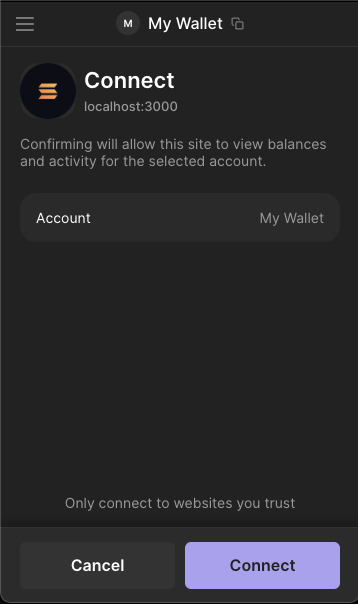 M My Wallet
Connect
localhost:3000
Confirming will allow this site to view balances
and activity for the selected account.
Account My Wallet
Only connect to websites you trust
Cancel Connect